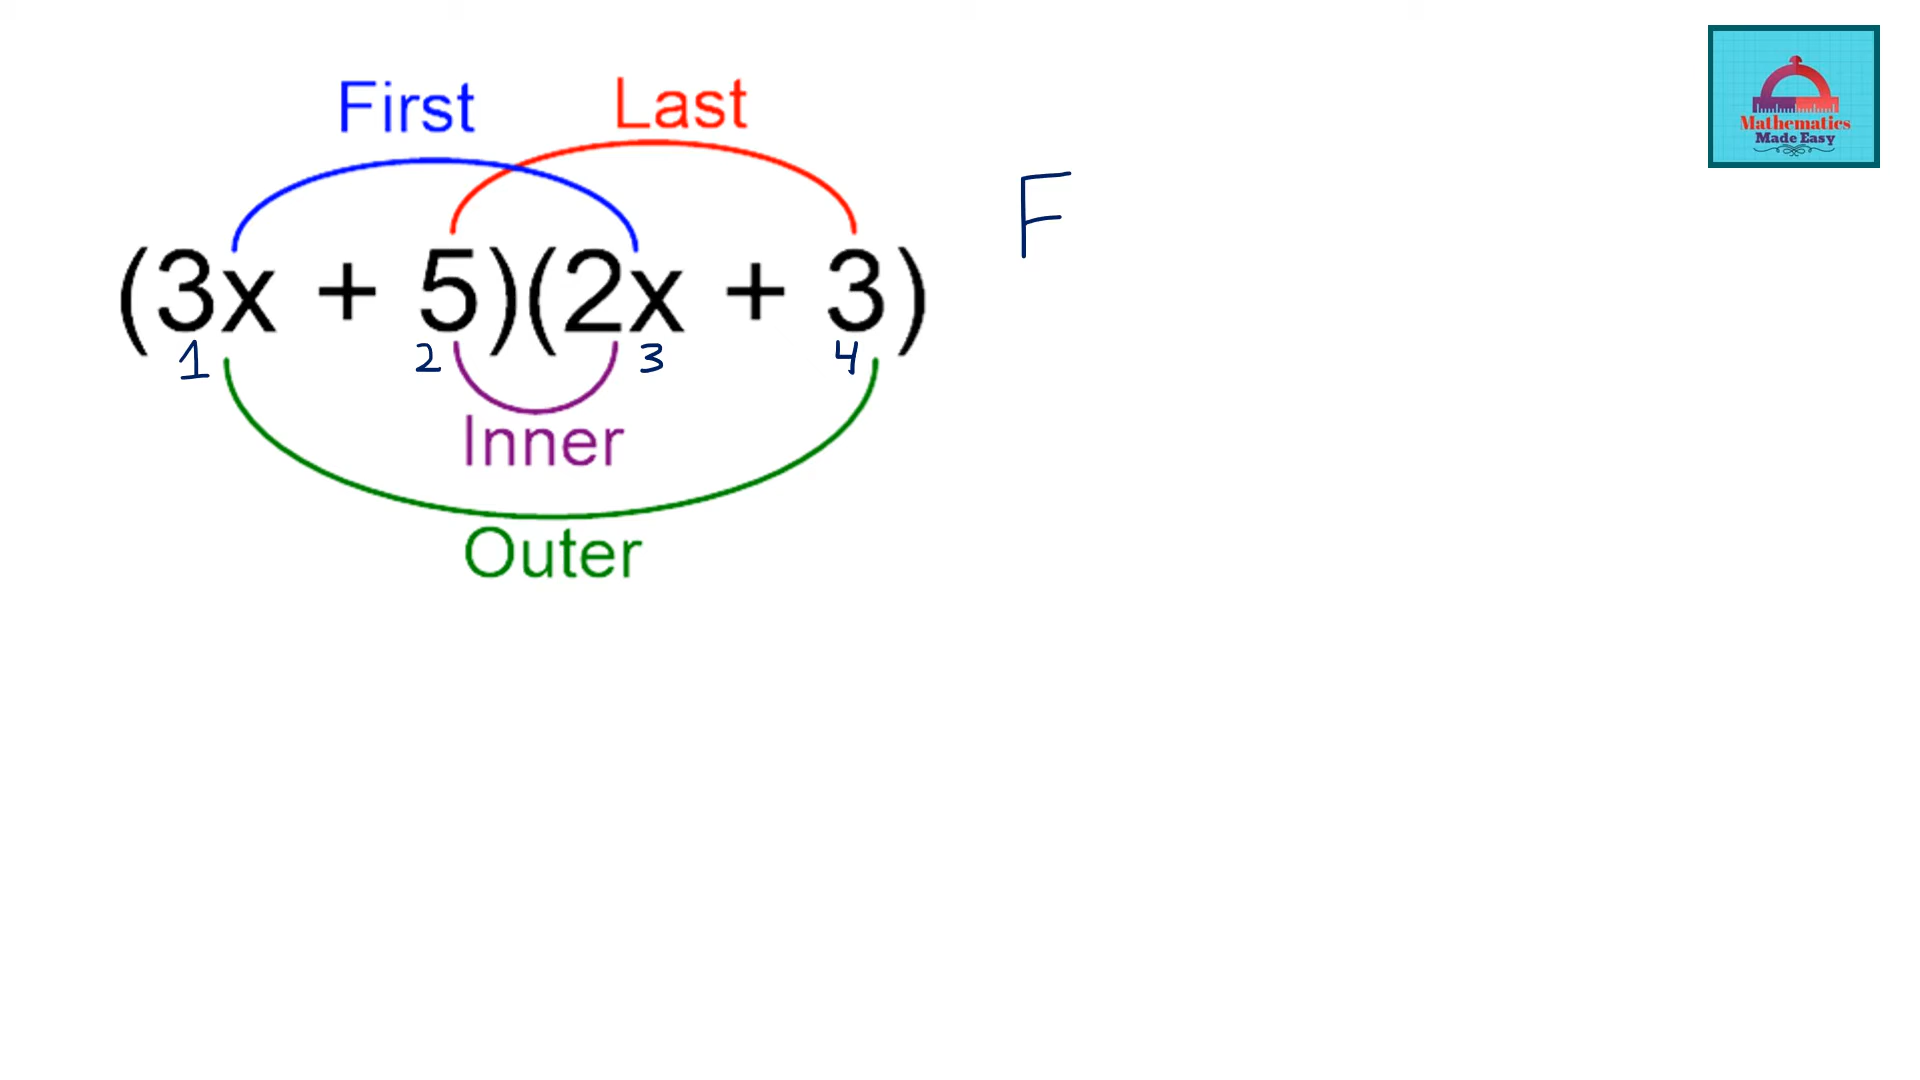 First Last
Mathematics
Made Easy
F
(3x + 5)(2x + 3)
1 2 3 4
Inner
Outer